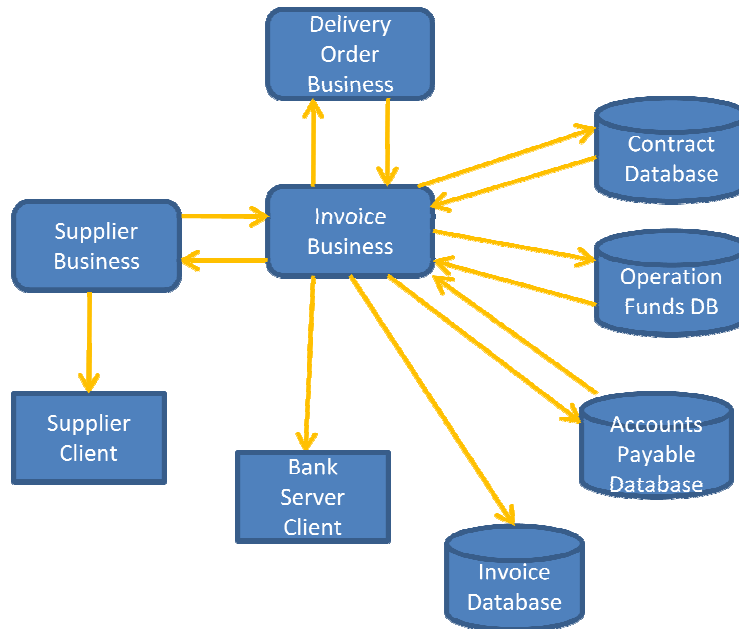 Delivery
Order
Business
Contract
Database
Invoice
Business
Supplier
Business
Operation
Funds DB
Supplier
Client
Accounts
Payable
Database
Bank
Server
Client
Invoice
Database